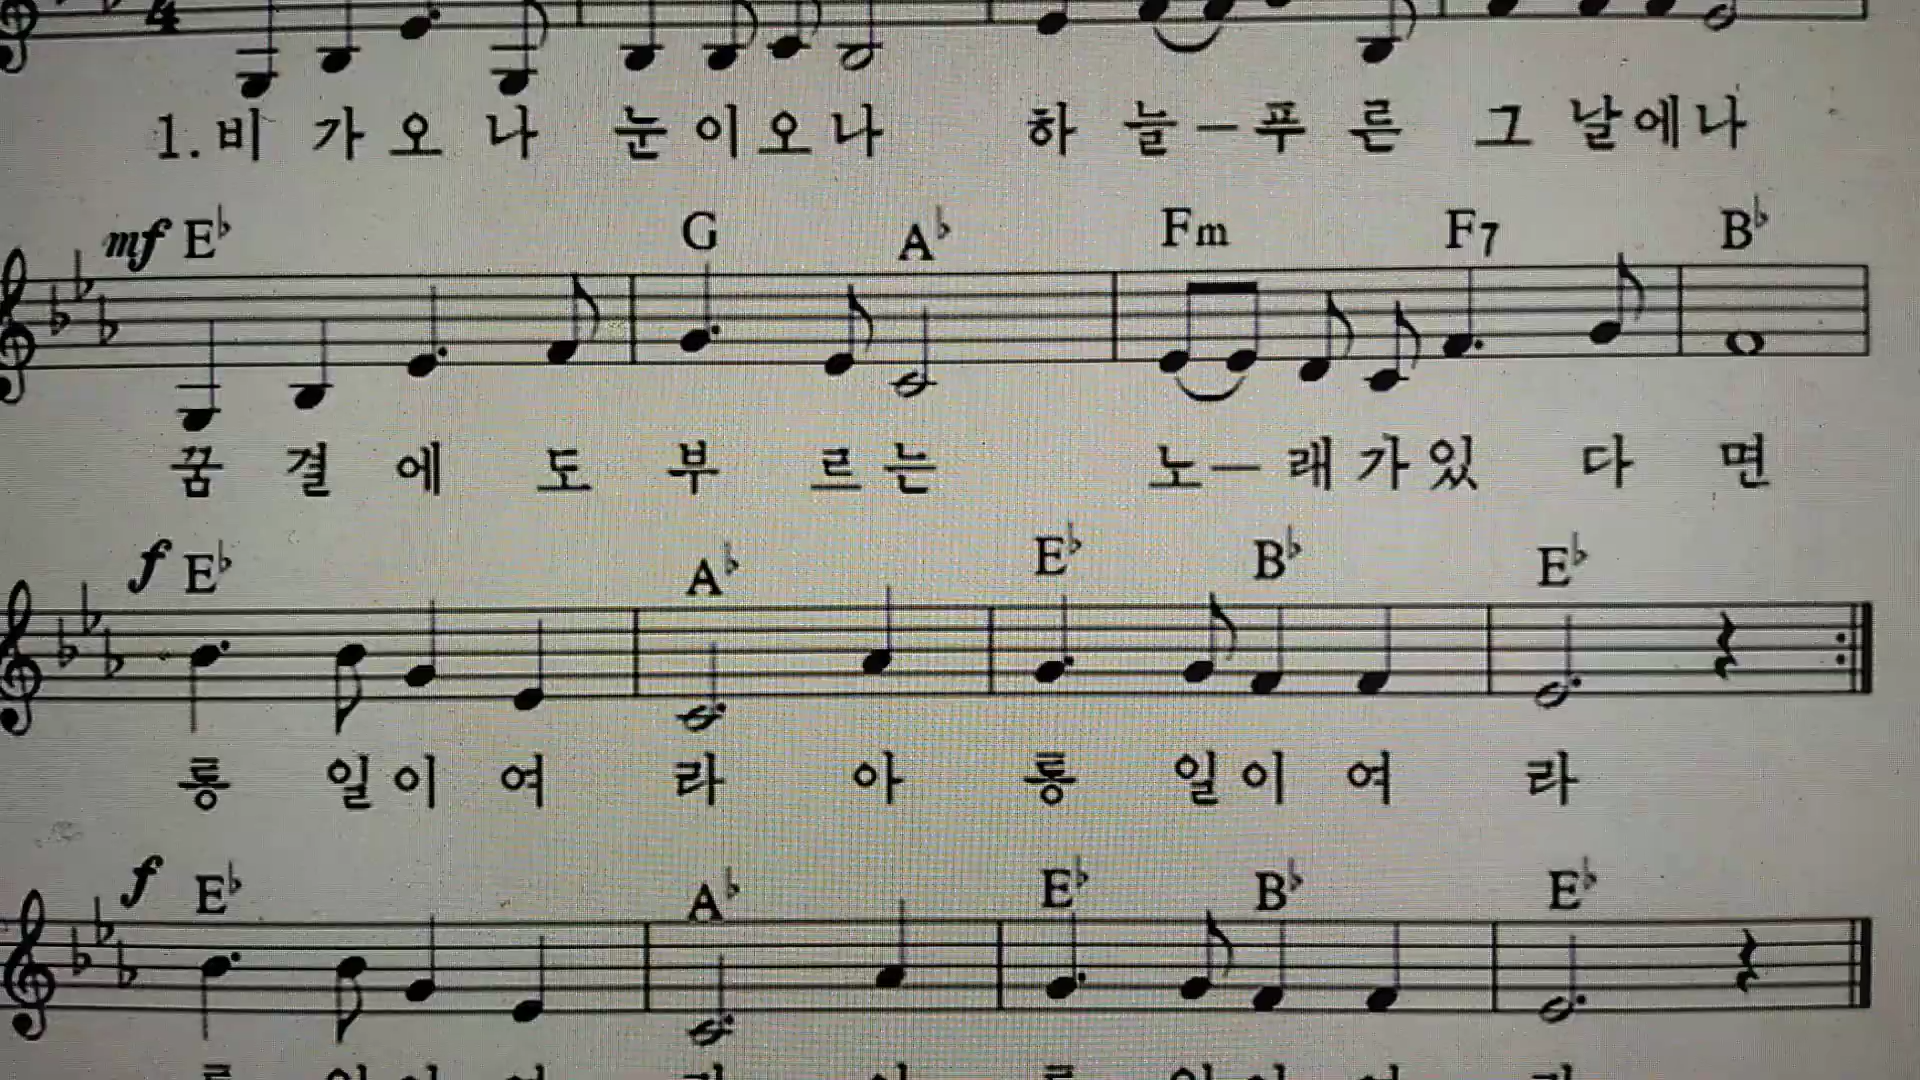 1. 비 가 오 나 눈 이 오 나 하 늘 - 푸 른 그 날 에 나
mf E♭ G A♭ Fm F7 B♭
꿈 결 에 도 부 르 는 노 - 래 가 있 다 면
f E♭ A♭ E♭ B♭ E♭
통 일 이 여 라 아 통 일 이 여 라
f E♭ A♭ E♭ B♭ E♭